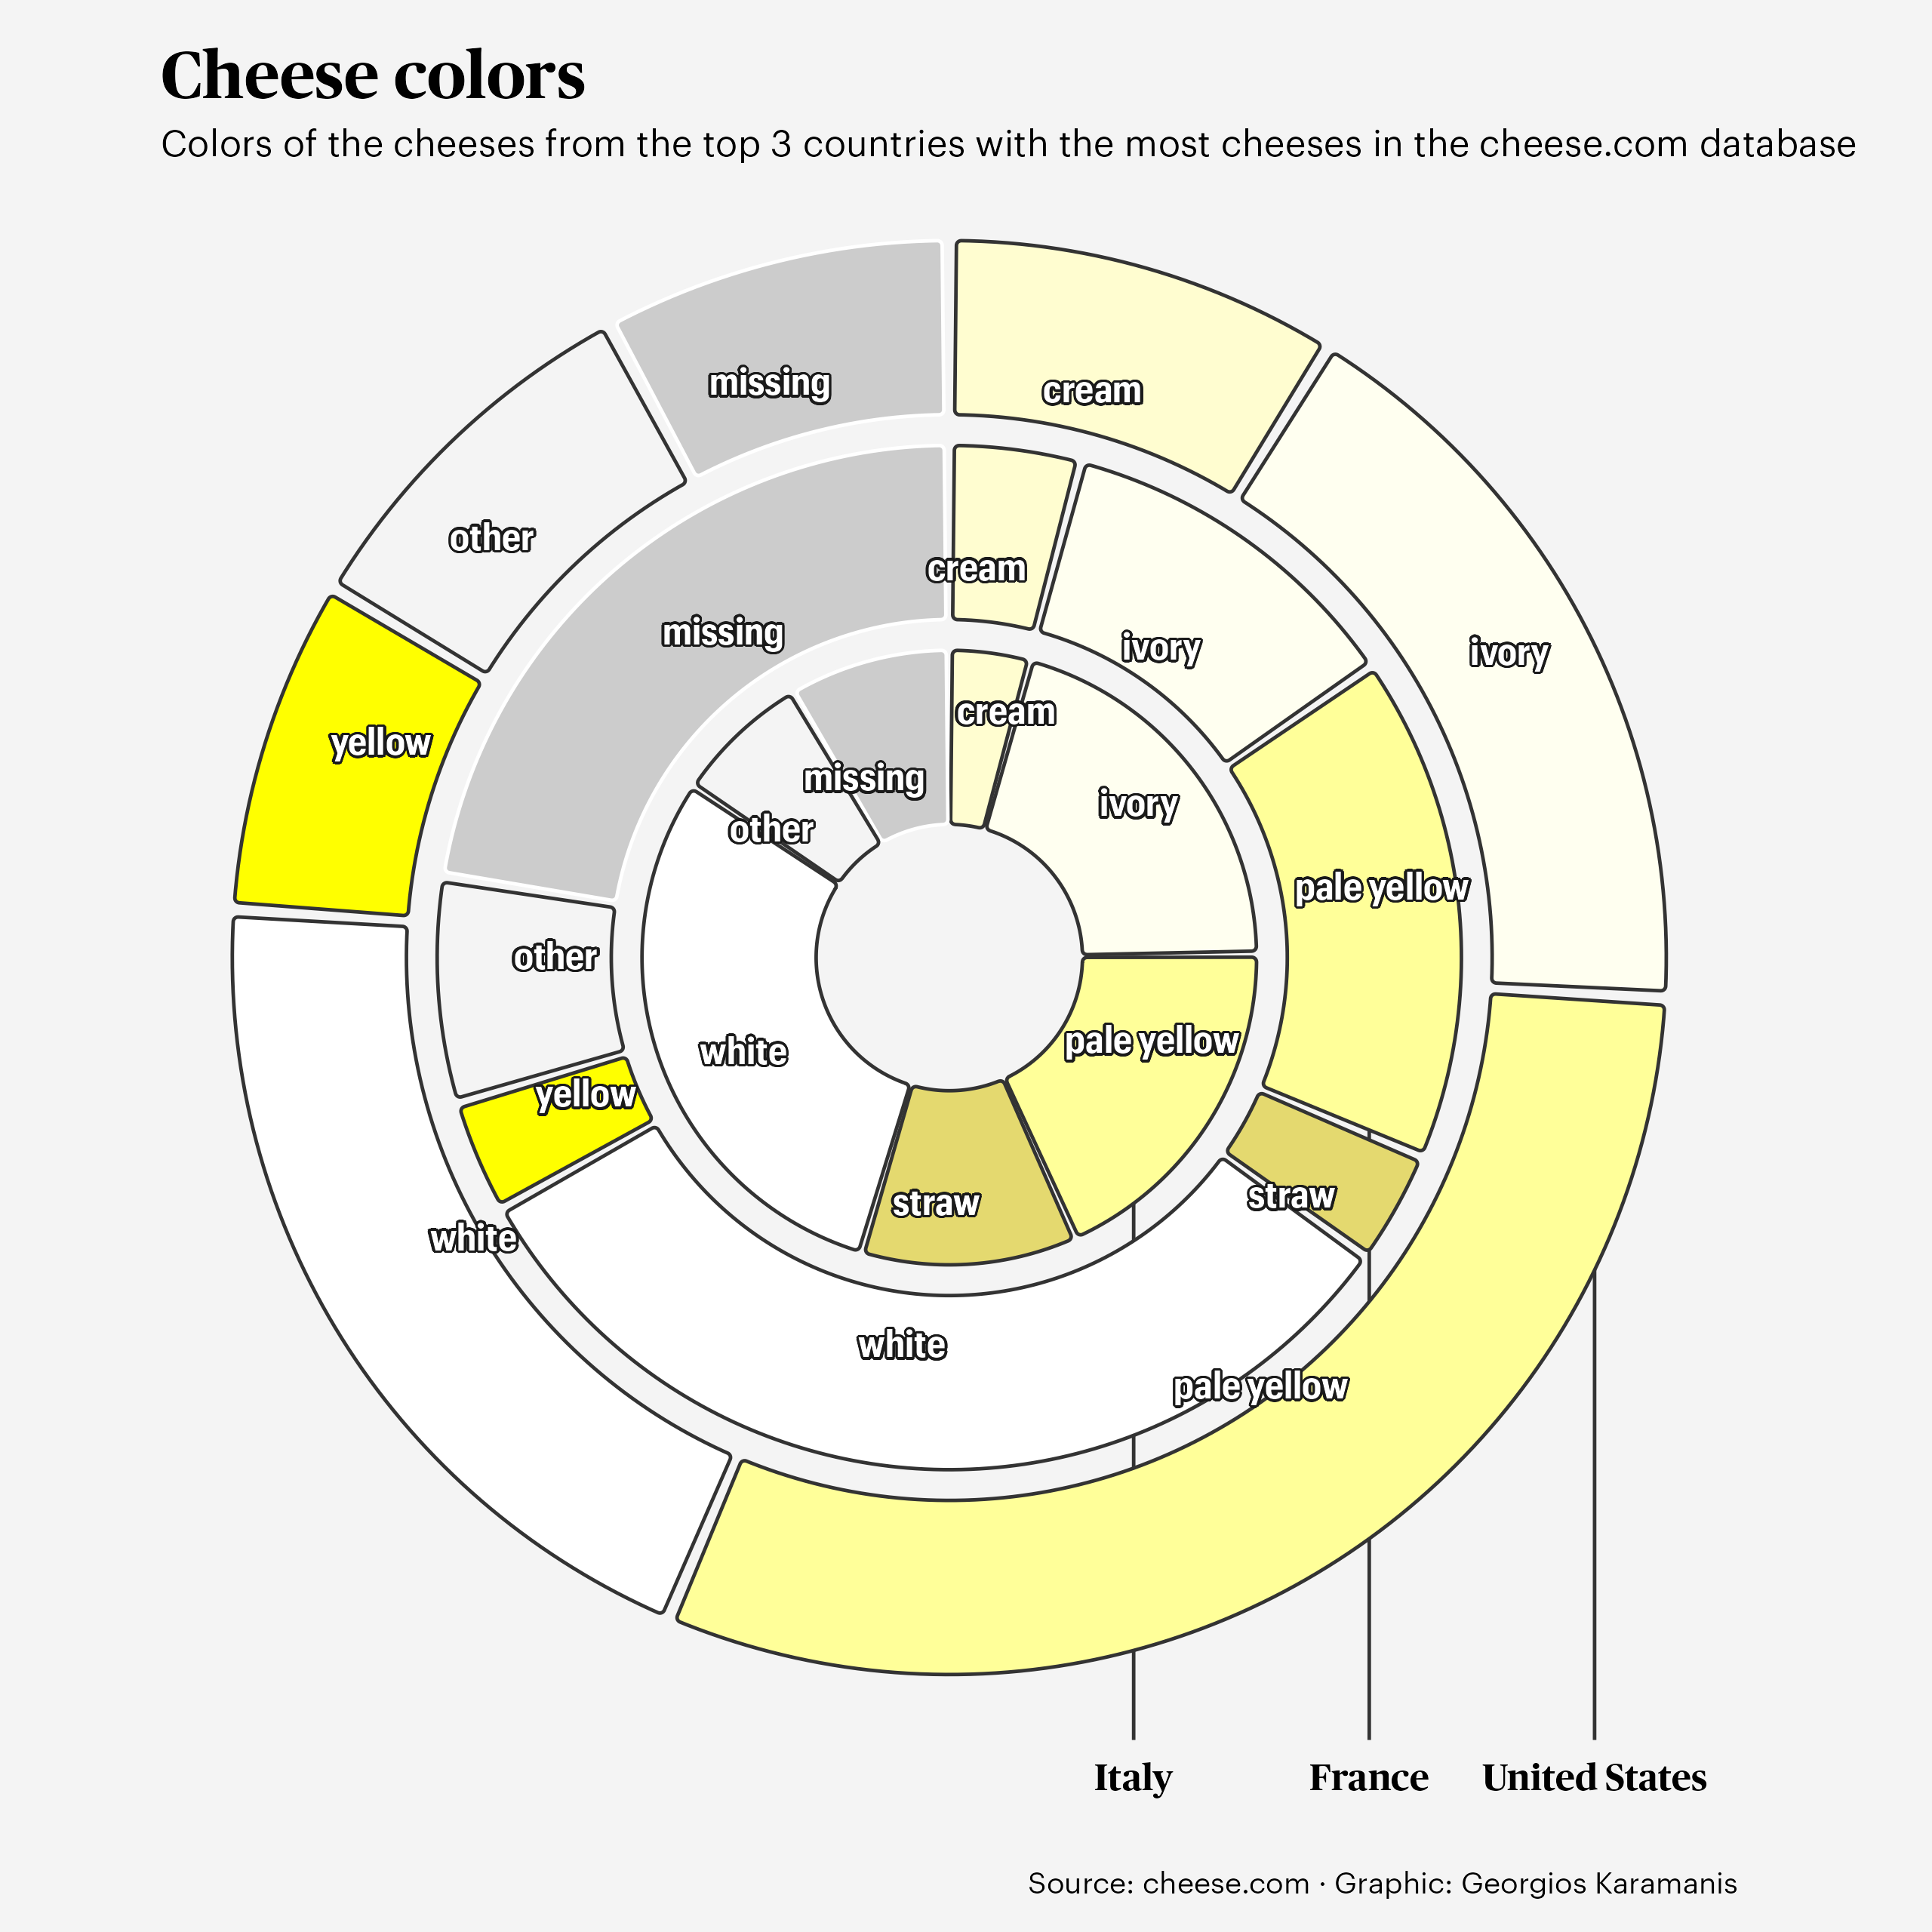 Cheese colors
Colors of the cheeses from the top 3 countries with the most cheeses in the cheese.com database
missing
cream
other
cream
missing
ivory
ivory
cream
yellow
missing
ivory
other
pale yellow
other
white
pale yellow
yellow
straw
straw
white
white
pale yellow
Italy
France
United States
Source: cheese.com · Graphic: Georgios Karamanis